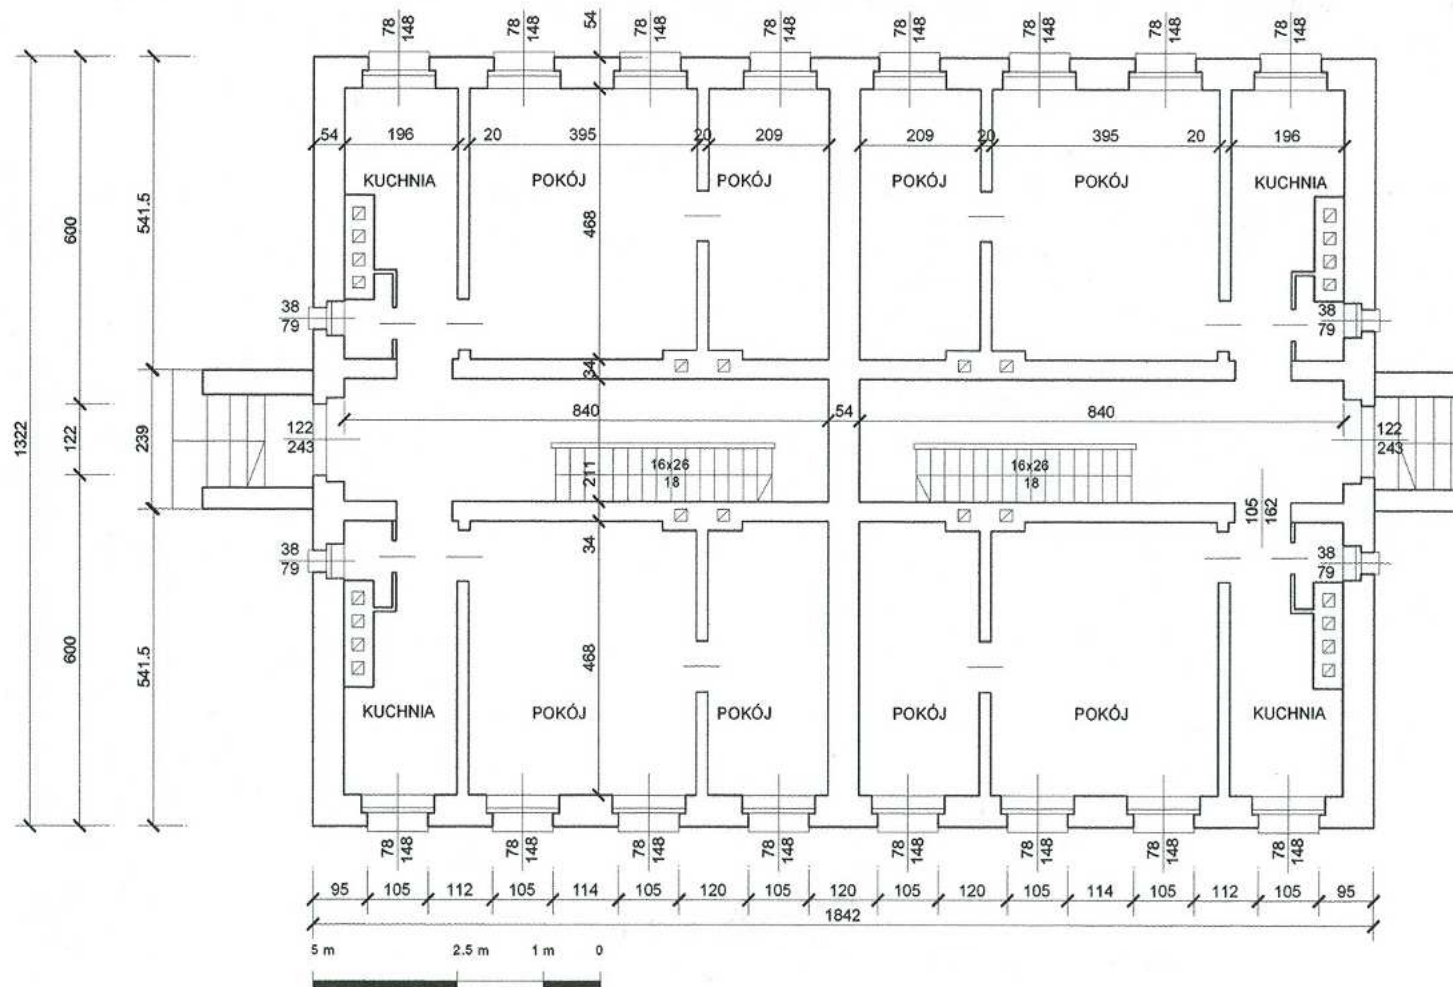 78 148 78 148 54 78 148 78 148 78 148 78 148 78 148 78 148
54 196 20 395 20 209 209 20 395 20 196
KUCHNIA POKÓJ POKÓJ POKÓJ POKÓJ KUCHNIA
600 541.5 468
38 38
79 79
34
840 54 840
1322 122 239 122 243 211 122 243
16x26 16x26
18 18
105 162
34
38 38
79 79
600 541.5 468
KUCHNIA POKÓJ POKÓJ POKÓJ POKÓJ KUCHNIA
78 148 78 148 78 148 78 148 78 148 78 148 78 148 78 148
95 105 112 105 114 105 120 105 120 105 120 105 114 105 112 105 95
1842
5 m 2.5 m 1 m 0